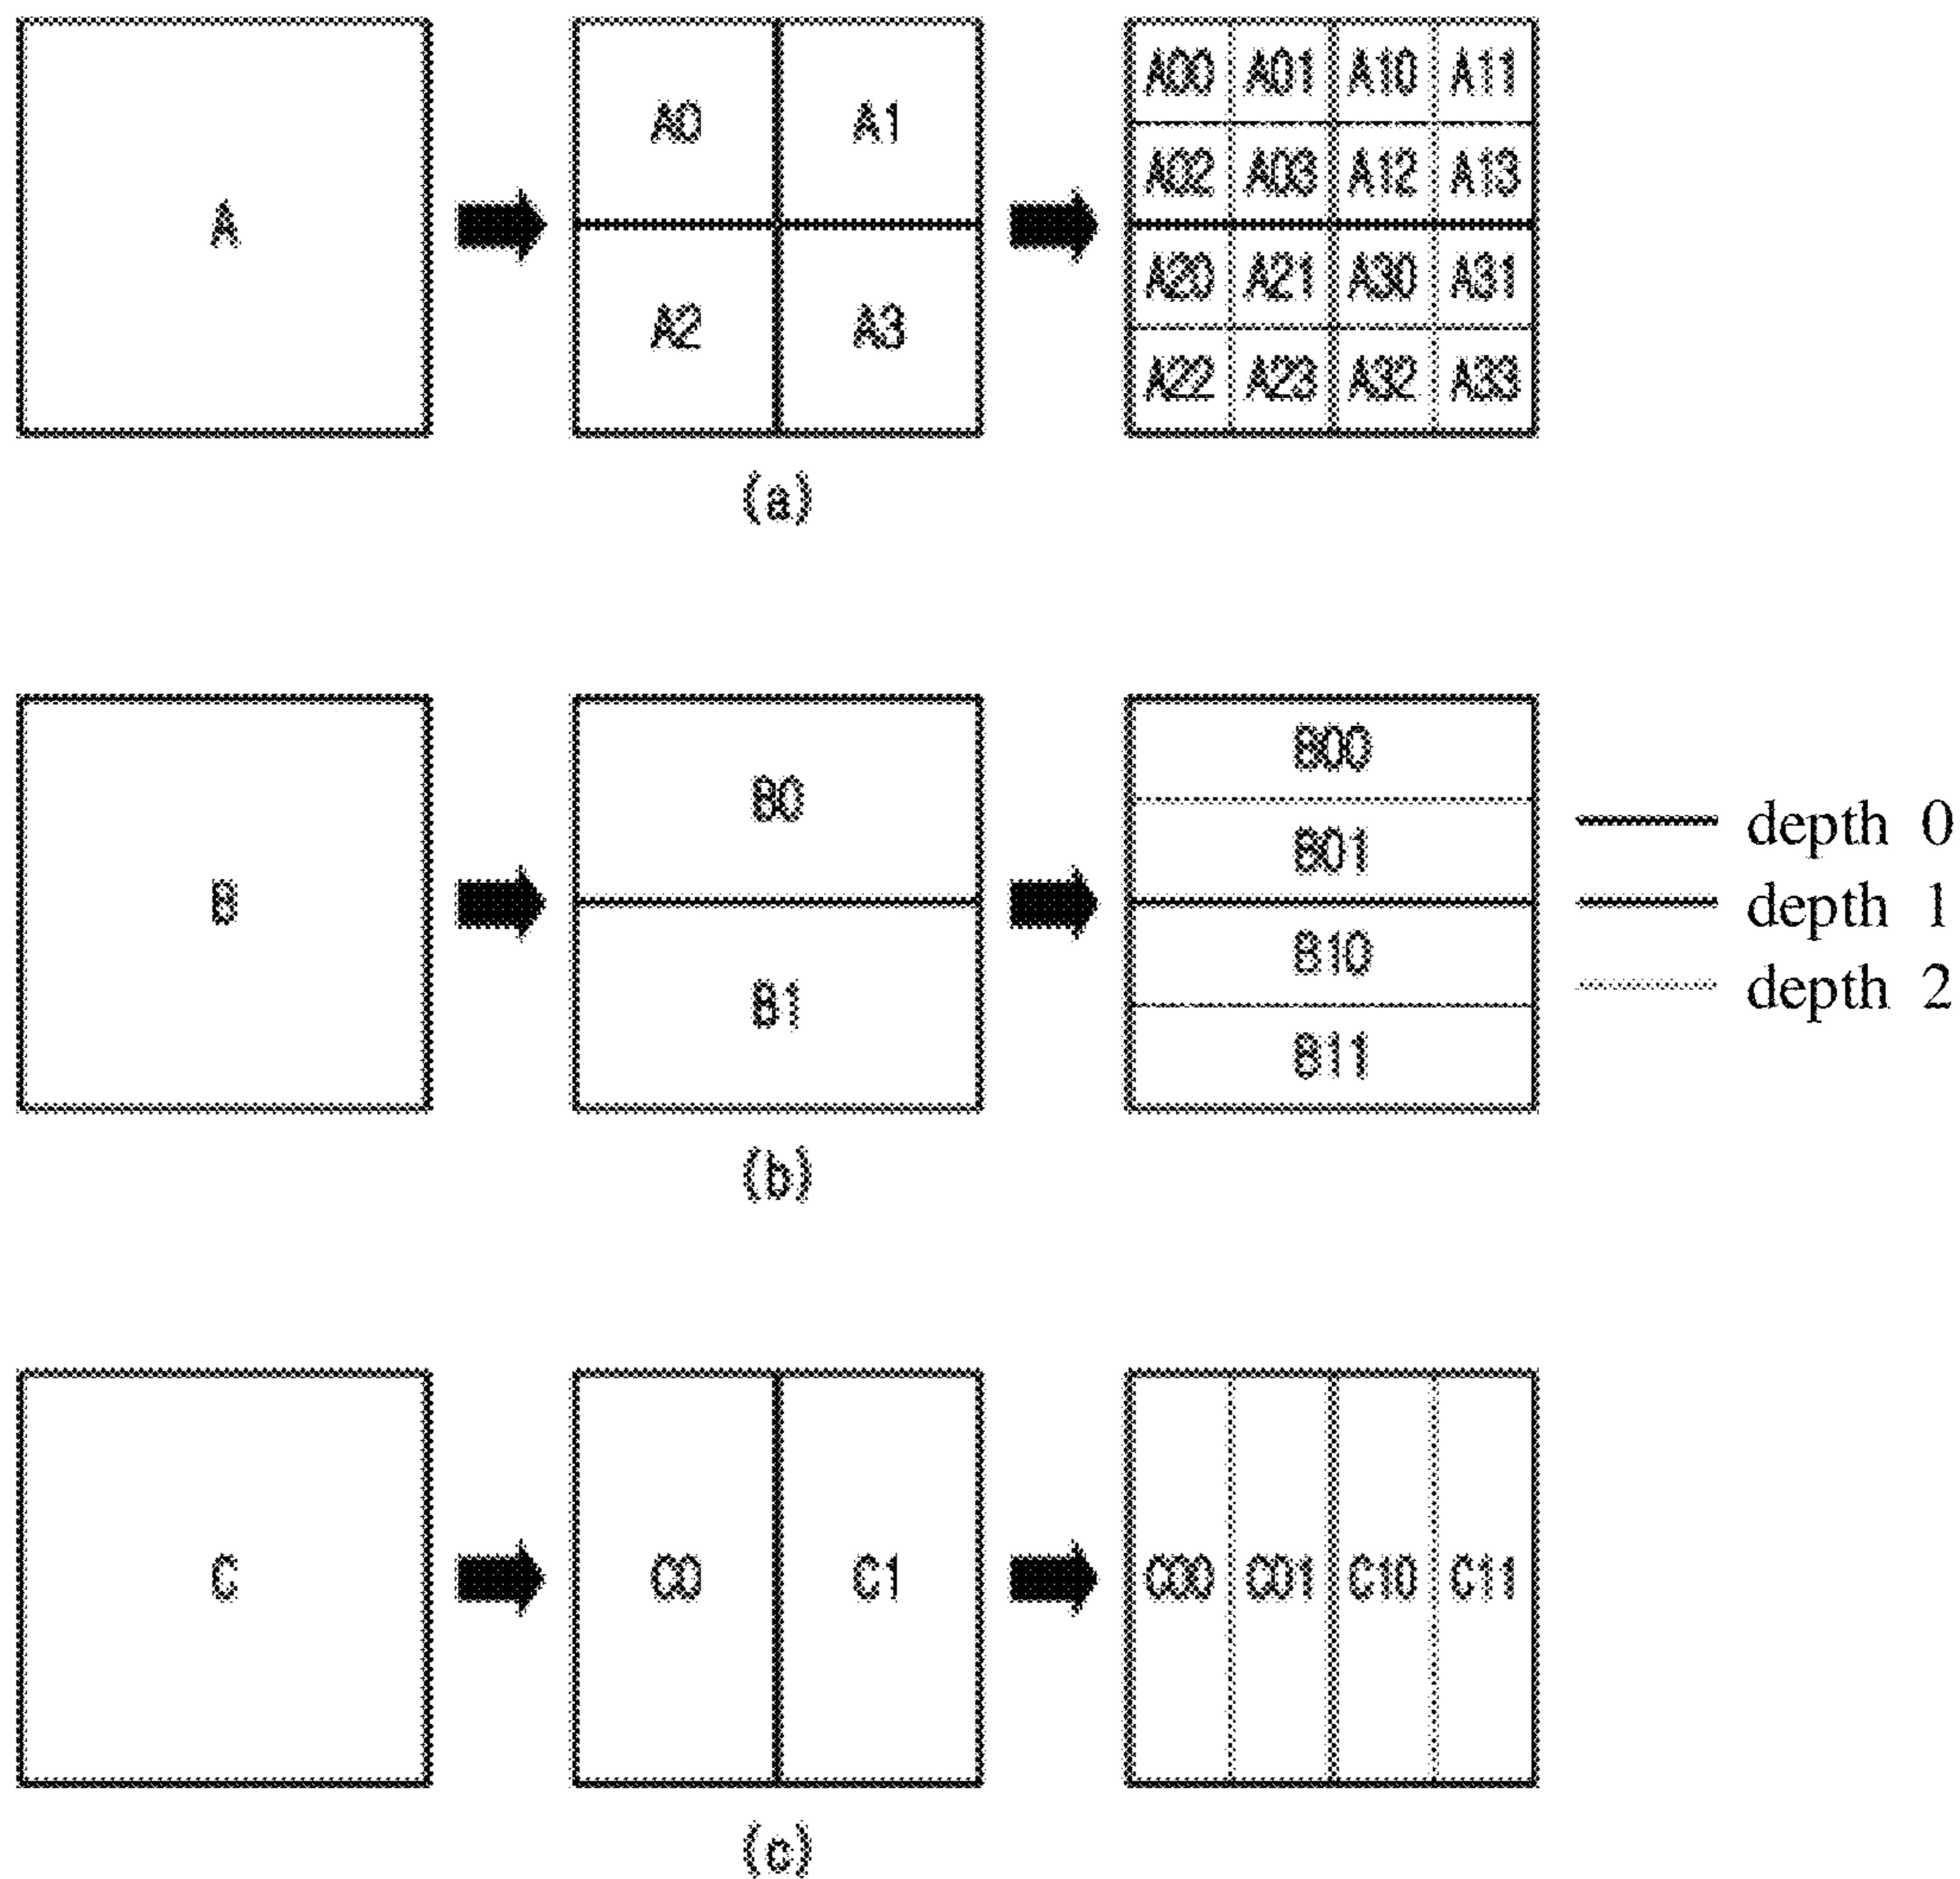 A
A0 A1
A2 A3
A00 A01 A10 A11
A02 A03 A12 A13
A20 A21 A30 A31
A22 A23 A32 A33
(a)
B
B0
B1
B00
B01
B10
B11
depth 0
depth 1
depth 2
(b)
C
C0 C1
C00 C01 C10 C11
(c)